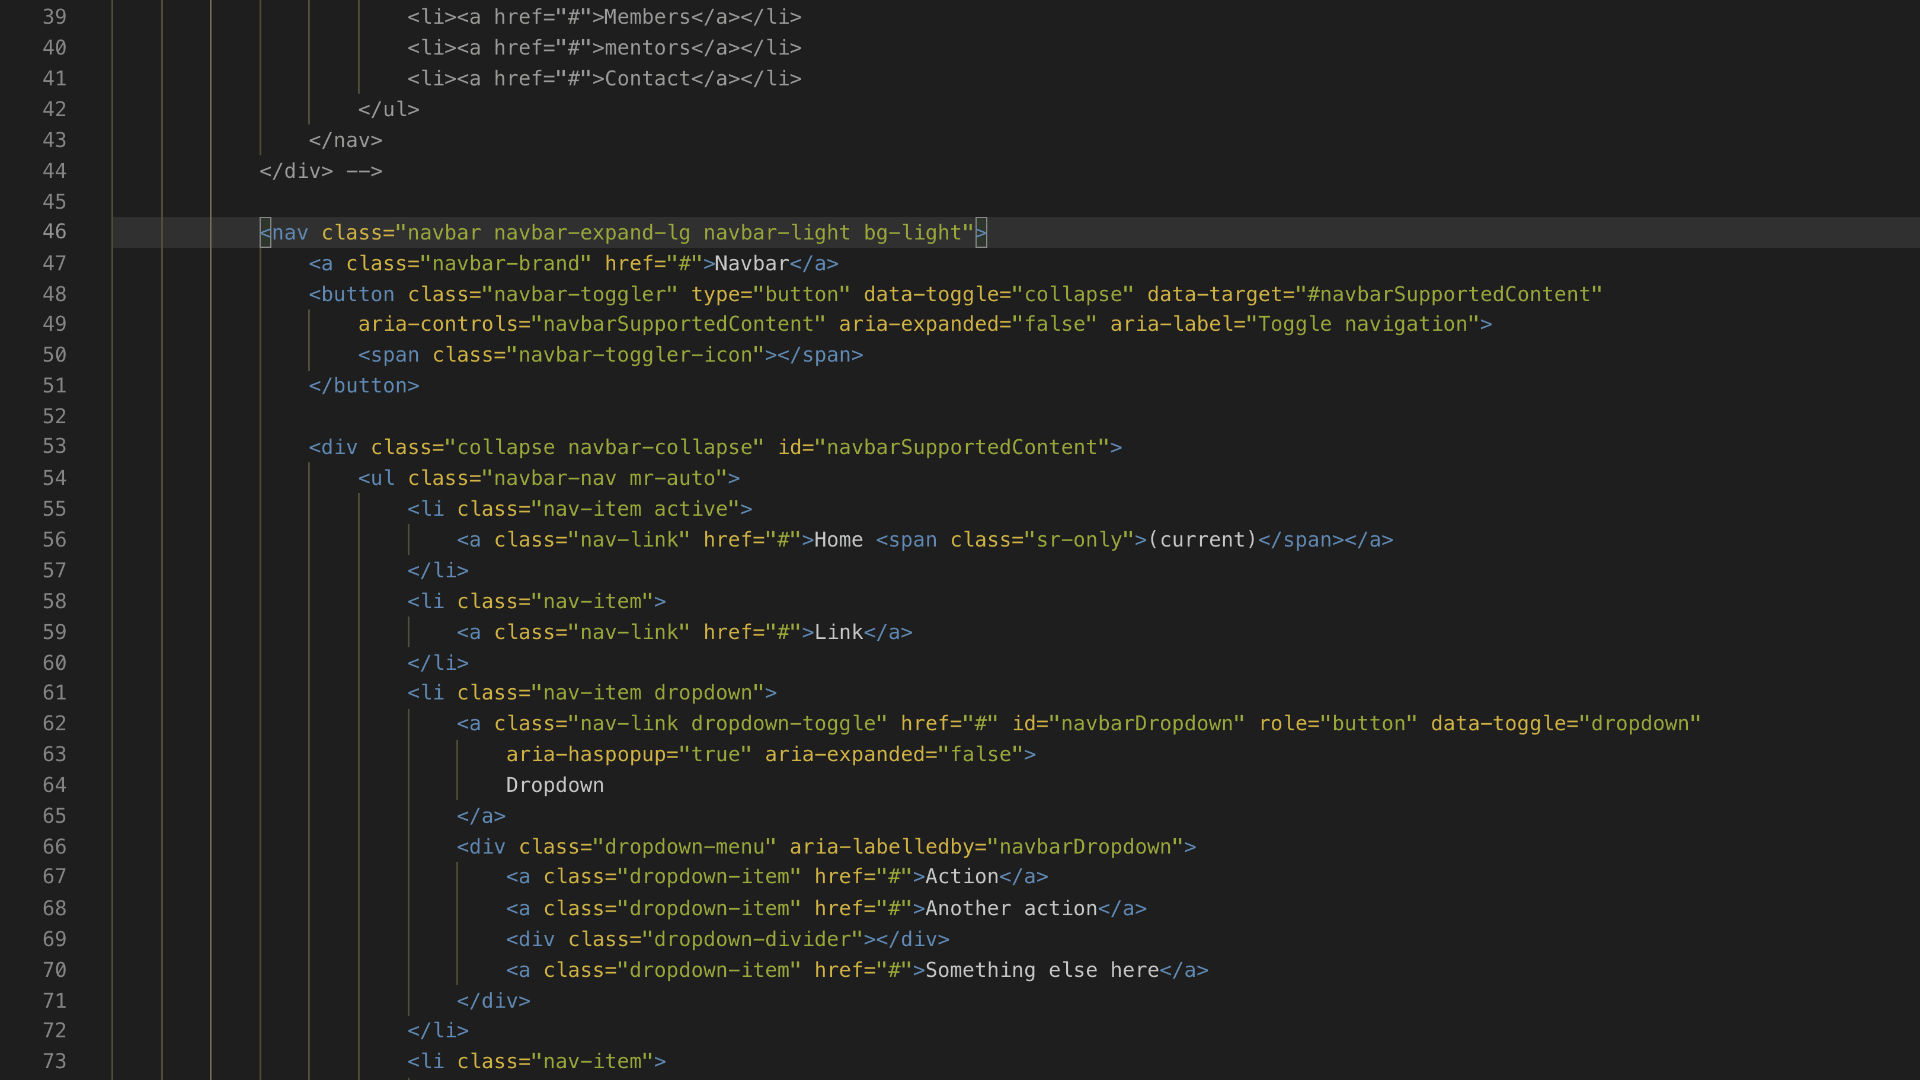 39 <li><a href="#">Members</a></li>
40 <li><a href="#">mentors</a></li>
41 <li><a href="#">Contact</a></li>
42 </ul>
43 </nav>
44 </div> -->
45
46 <nav class="navbar navbar-expand-lg navbar-light bg-light">
47 <a class="navbar-brand" href="#">Navbar</a>
48 <button class="navbar-toggler" type="button" data-toggle="collapse" data-target="#navbarSupportedContent"
49 aria-controls="navbarSupportedContent" aria-expanded="false" aria-label="Toggle navigation">
50 <span class="navbar-toggler-icon"></span>
51 </button>
52
53 <div class="collapse navbar-collapse" id="navbarSupportedContent">
54 <ul class="navbar-nav mr-auto">
55 <li class="nav-item active">
56 <a class="nav-link" href="#">Home <span class="sr-only">(current)</span></a>
57 </li>
58 <li class="nav-item">
59 <a class="nav-link" href="#">Link</a>
60 </li>
61 <li class="nav-item dropdown">
62 <a class="nav-link dropdown-toggle" href="#" id="navbarDropdown" role="button" data-toggle="dropdown"
63 aria-haspopup="true" aria-expanded="false">
64 Dropdown
65 </a>
66 <div class="dropdown-menu" aria-labelledby="navbarDropdown">
67 <a class="dropdown-item" href="#">Action</a>
68 <a class="dropdown-item" href="#">Another action</a>
69 <div class="dropdown-divider"></div>
70 <a class="dropdown-item" href="#">Something else here</a>
71 </div>
72 </li>
73 <li class="nav-item">